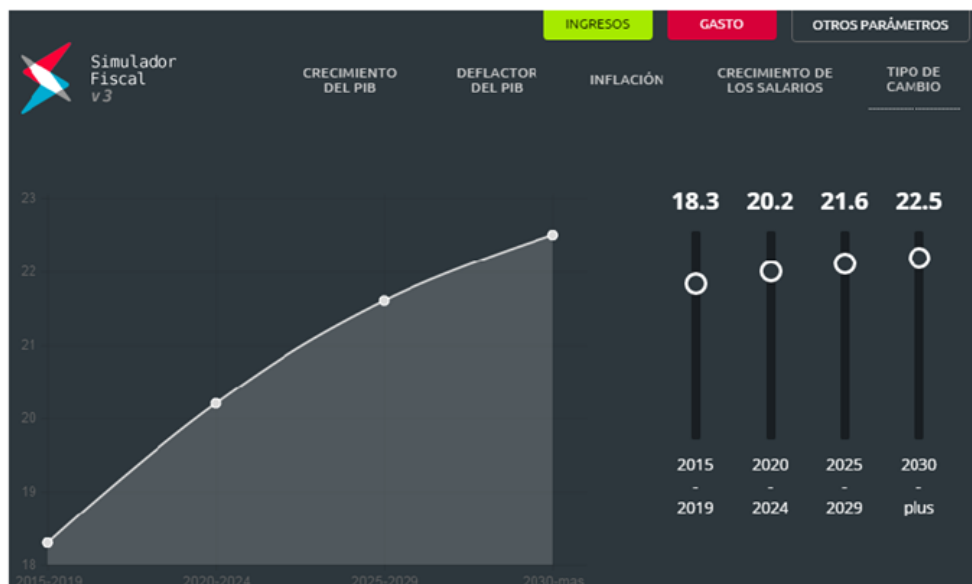 INGRESOS
GASTO
OTROS PARÁMETROS
Simulador
Fiscal
v3
CRECIMIENTO
DEL PIB
DEFLACTOR
DEL PIB
INFLACIÓN
CRECIMIENTO DE
LOS SALARIOS
TIPO DE
CAMBIO
23
22
21
20
19
18
2015-2019
2020-2024
2025-2029
2030-mas
18.3
20.2
21.6
22.5
2015
-
2019
2020
-
2024
2025
-
2029
2030
-
plus